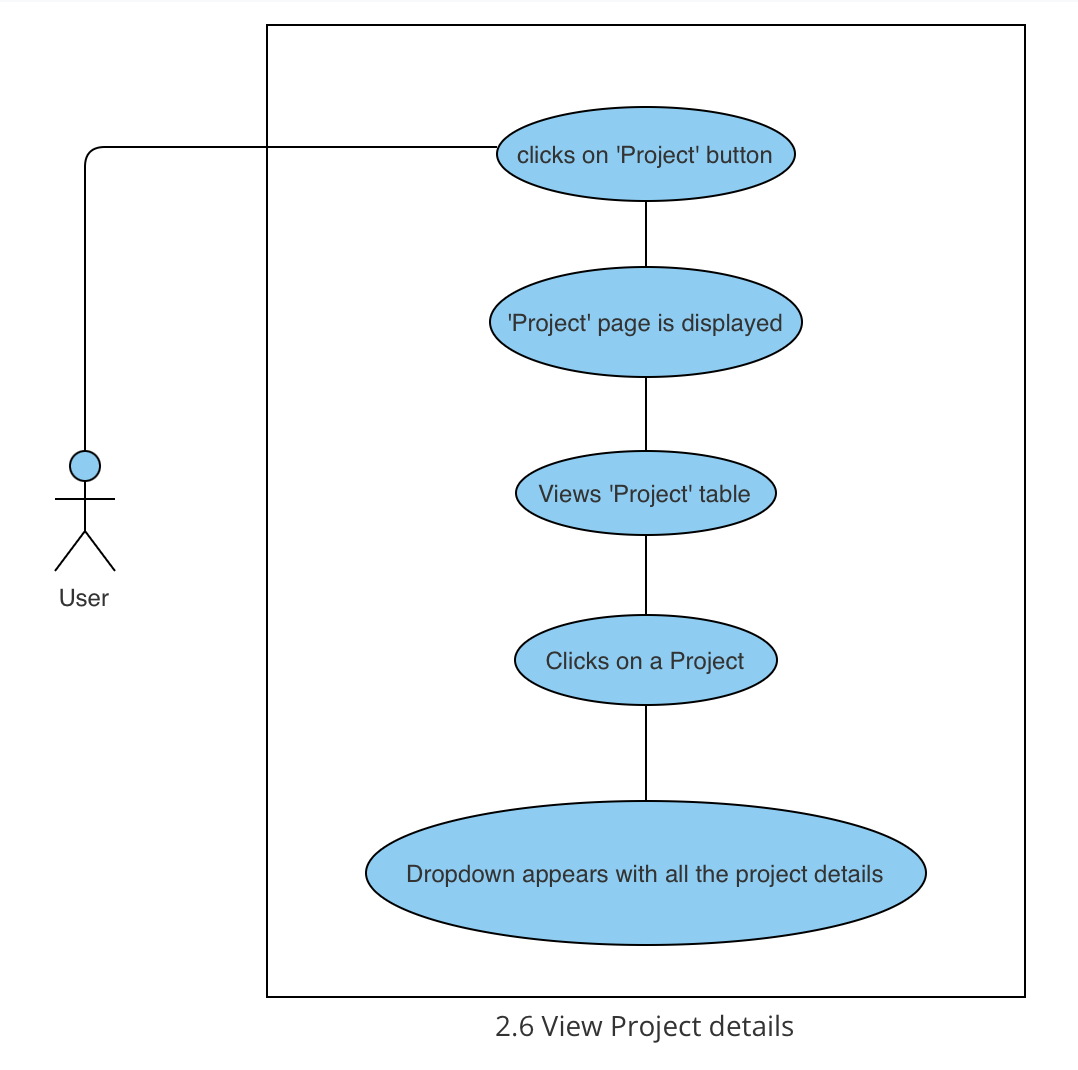 clicks on 'Project' button
'Project' page is displayed
Views 'Project' table
User
Clicks on a Project
Dropdown appears with all the project details
2.6 View Project details